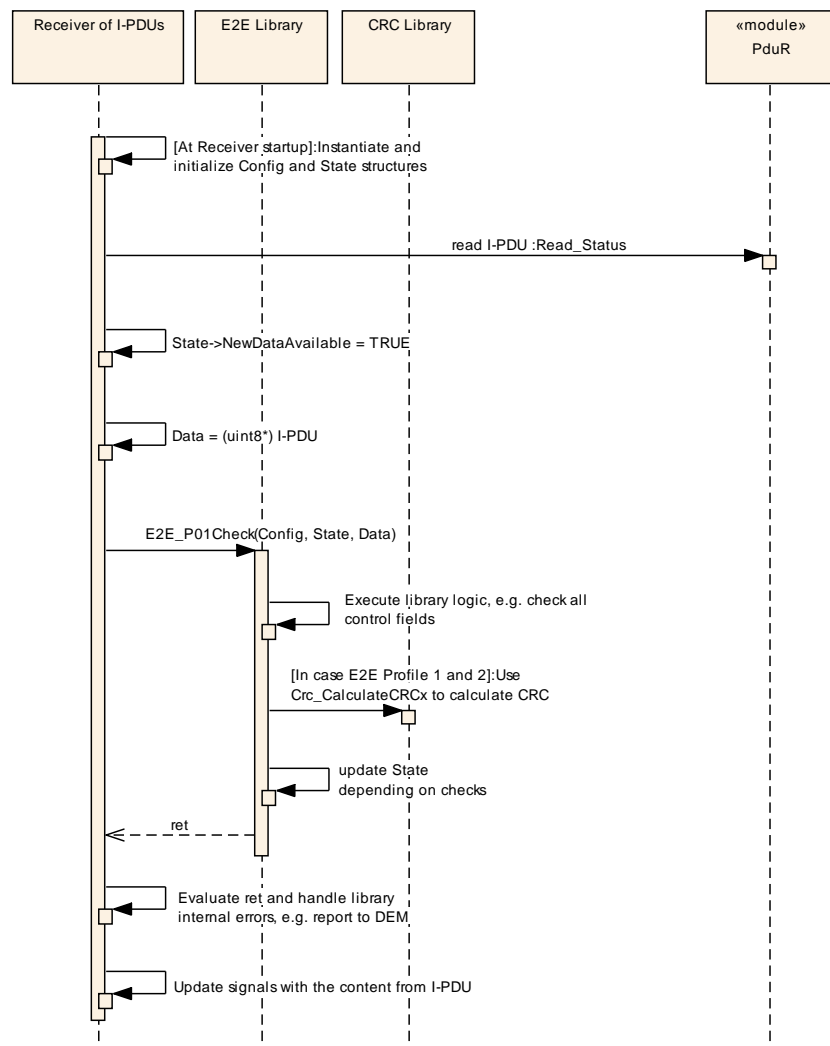 Receiver of I-PDUs
E2E Library
CRC Library
«module»
PduR
[At Receiver startup]:Instantiate and
initialize Config and State structures
read I-PDU :Read_Status
State->NewDataAvailable = TRUE
Data = (uint8*) I-PDU
E2E_P01Check(Config, State, Data)
Execute library logic, e.g. check all
control fields
[In case E2E Profile 1 and 2]:Use
Crc_CalculateCRCx to calculate CRC
update State
depending on checks
ret
Evaluate ret and handle library
internal errors, e.g. report to DEM
Update signals with the content from I-PDU